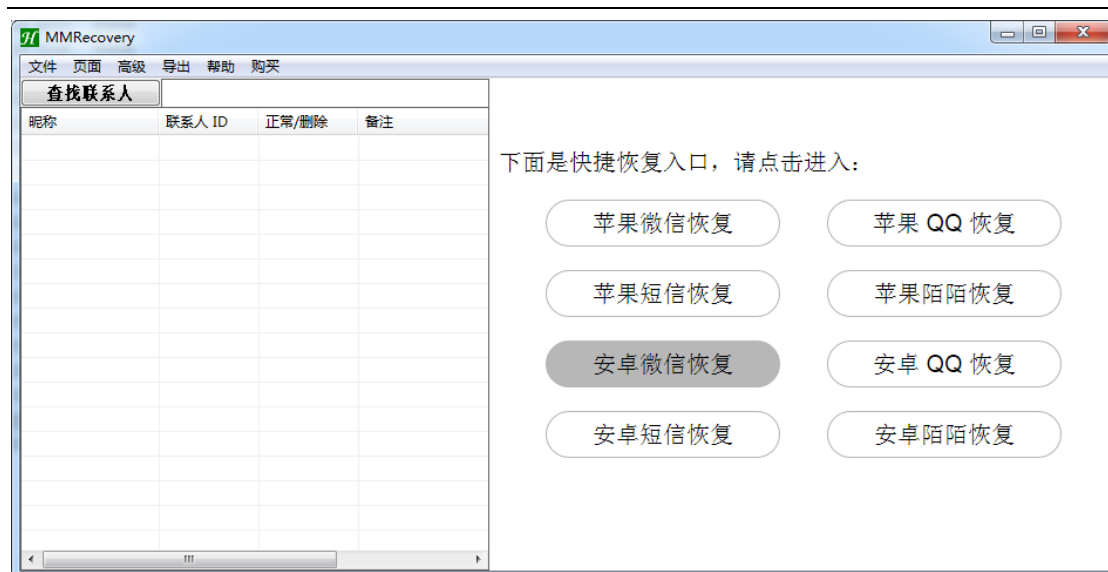 MMRecovery
文件 页面 高级 导出 帮助 购买
查找联系人
昵称 联系人 ID 正常/删除 备注
下面是快捷恢复入口，请点击进入：
苹果微信恢复 苹果 QQ 恢复
苹果短信恢复 苹果陌陌恢复
安卓微信恢复 安卓 QQ 恢复
安卓短信恢复 安卓陌陌恢复